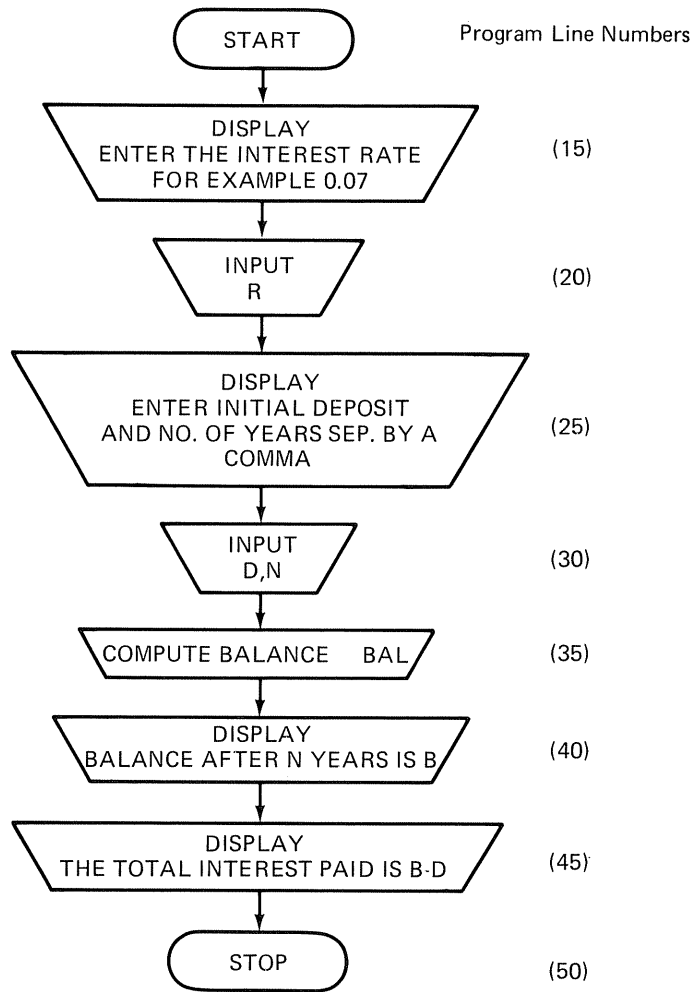 START
Program Line Numbers
DISPLAY
ENTER THE INTEREST RATE
FOR EXAMPLE 0.07
(15)
INPUT
R
(20)
DISPLAY
ENTER INITIAL DEPOSIT
AND NO. OF YEARS SEP. BY A
COMMA
(25)
INPUT
D,N
(30)
COMPUTE BALANCE BAL
(35)
DISPLAY
BALANCE AFTER N YEARS IS B
(40)
DISPLAY
THE TOTAL INTEREST PAID IS B-D
(45)
STOP
(50)